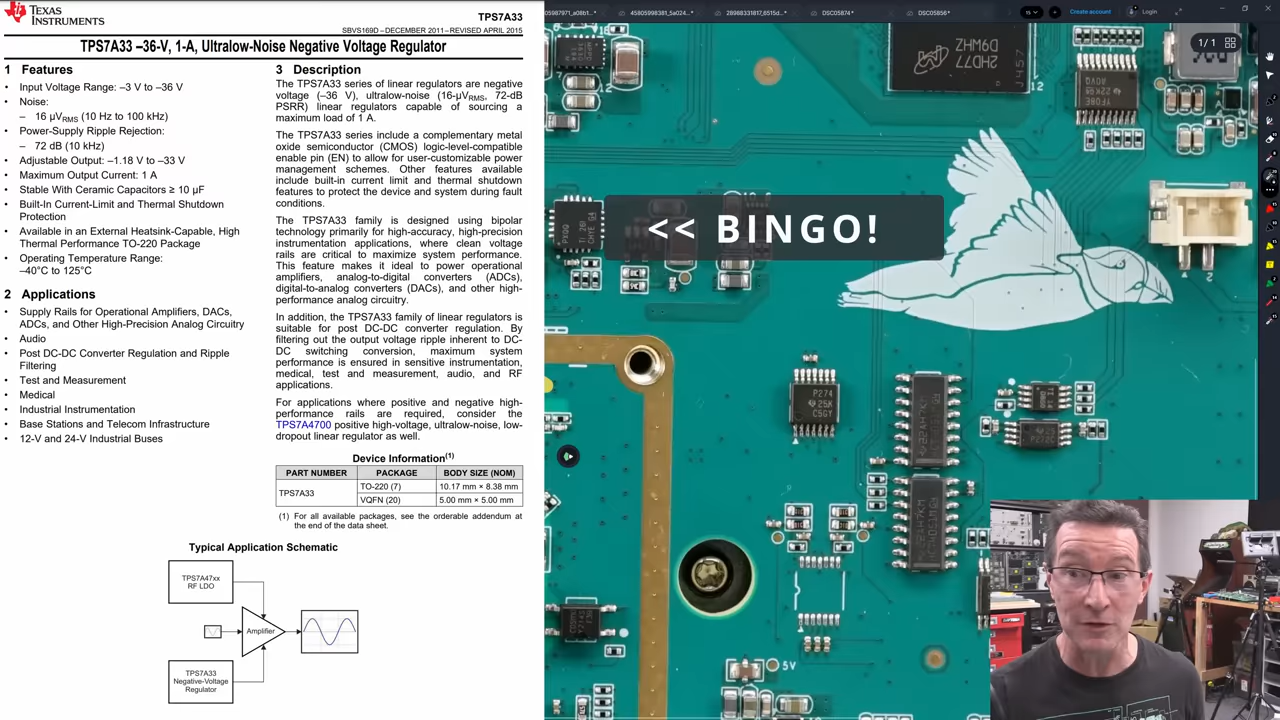 TEXAS
INSTRUMENTS
TPS7A33
SBVS169D – DECEMBER 2011 – REVISED APRIL 2015
TPS7A33 –36-V, 1-A, Ultralow-Noise Negative Voltage Regulator
1 Features
• Input Voltage Range: –3 V to –36 V
• Noise:
– 16 μVRMS (10 Hz to 100 kHz)
• Power-Supply Ripple Rejection:
– 72 dB (10 kHz)
• Adjustable Output: –1.18 V to –33 V
• Maximum Output Current: 1 A
• Stable With Ceramic Capacitors ≥ 10 μF
• Built-In Current-Limit and Thermal Shutdown
Protection
• Available in an External Heatsink-Capable, High
Thermal Performance TO-220 Package
• Operating Temperature Range:
–40°C to 125°C
2 Applications
• Supply Rails for Operational Amplifiers, DACs,
ADCs, and Other High-Precision Analog Circuitry
• Audio
• Post DC-DC Converter Regulation and Ripple
Filtering
• Test and Measurement
• Medical
• Industrial Instrumentation
• Base Stations and Telecom Infrastructure
• 12-V and 24-V Industrial Buses
3 Description
The TPS7A33 series of linear regulators are negative
voltage (–36 V), ultralow-noise (16-μVRMS, 72-dB
PSRR) linear regulators capable of sourcing a
maximum load of 1 A.
The TPS7A33 series include a complementary metal
oxide semiconductor (CMOS) logic-level-compatible
enable pin (EN) to allow for user-customizable power
management schemes. Other features available
include built-in current limit and thermal shutdown
features to protect the device and system during fault
conditions.
The TPS7A33 family is designed using bipolar
technology primarily for high-accuracy, high-precision
instrumentation applications, where clean voltage
rails are critical to maximize system performance.
This feature makes it ideal to power operational
amplifiers, analog-to-digital converters (ADCs),
digital-to-analog converters (DACs), and other high-
performance analog circuitry.
In addition, the TPS7A33 family of linear regulators is
suitable for post DC-DC converter regulation. By
filtering out the output voltage ripple inherent to DC-
DC switching conversion, maximum system
performance is ensured in sensitive instrumentation,
medical, test and measurement, audio, and RF
applications.
For applications where positive and negative high-
performance rails are required, consider the
TPS7A4700 positive high-voltage, ultralow-noise, low-
dropout linear regulator as well.
Device Information(1)
PART NUMBER PACKAGE BODY SIZE (NOM)
TPS7A33 TO-220 (7) 10.17 mm × 8.38 mm
VQFN (20) 5.00 mm × 5.00 mm
(1) For all available packages, see the orderable addendum at
the end of the data sheet.
Typical Application Schematic
TPS7A47xx
RF LDO
Amplifier
TPS7A33
Negative-Voltage
Regulator
DSC05874*
DSC05856*
15
Create account
Login
1/1
<< BINGO!
D9WHZ
2HD77
J457
12
P274
25K
C5GY
5V